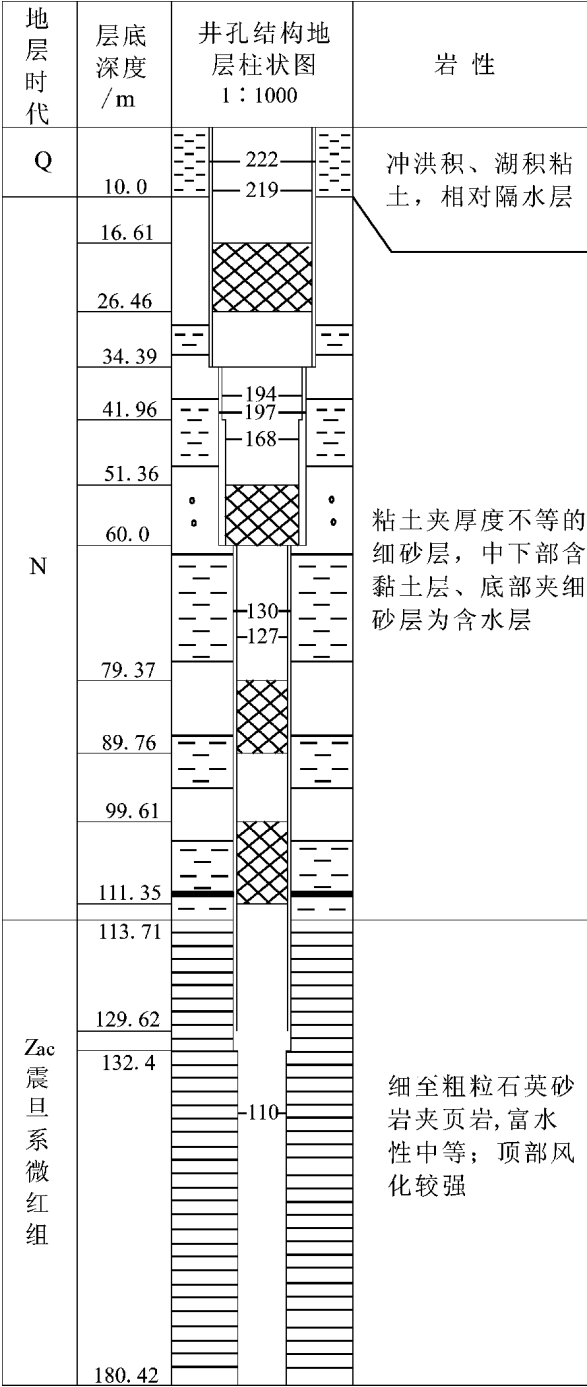 地
层
时
代
层底
深度
/m
井孔结构地
层柱状图
1：1000
岩 性
Q
10.0
222
219
冲洪积、湖积粘
土，相对隔水层
N
16.61
26.46
34.39
41.96
51.36
60.0
79.37
89.76
99.61
111.35
113.71
194
197
168
130
127
粘土夹厚度不等的
细砂层，中下部含
黏土层、底部夹细
砂层为含水层
Zac
震
旦
系
微
红
组
129.62
132.4
180.42
110
细至粗粒石英砂
岩夹页岩,富水
性中等；顶部风
化较强